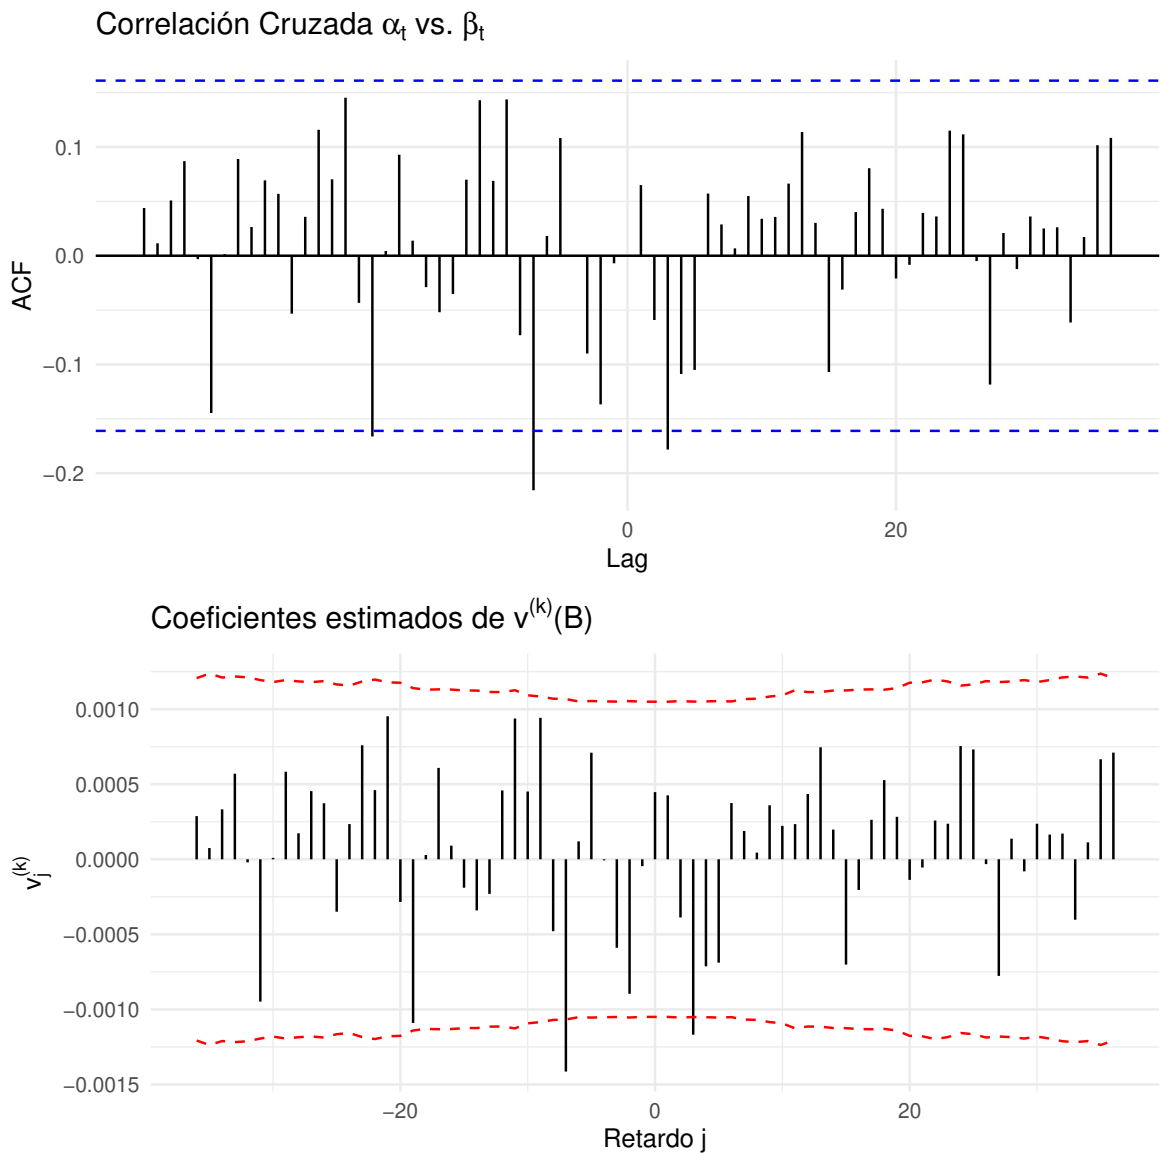 Correlación Cruzada αt vs. βt
ACF
0.1
0.0
−0.1
−0.2
0
20
Lag
Coeficientes estimados de v(k)(B)
vj(k)
0.0010
0.0005
0.0000
−0.0005
−0.0010
−0.0015
−20
0
20
Retardo j